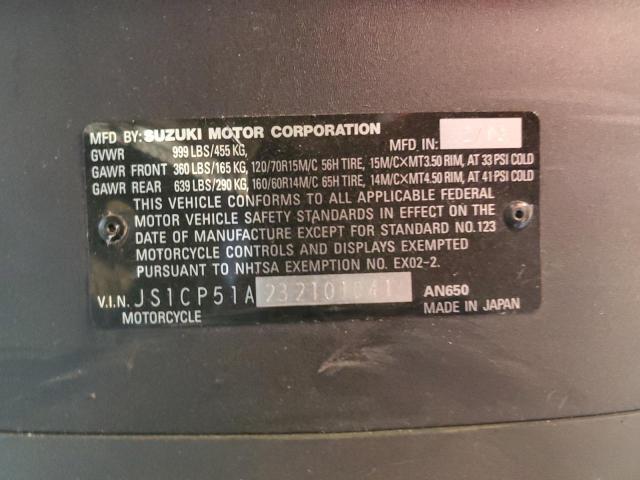 MFD BY: SUZUKI MOTOR CORPORATION MFD IN:
GVWR 999 LBS/455 KG,
GAWR FRONT 360 LBS/165 KG, 120/70R15M/C 56H TIRE, 15M/C×MT3.50 RIM, AT 33 PSI COLD
GAWR REAR 639 LBS/290 KG, 160/60R14M/C 65H TIRE, 14M/C×MT4.50 RIM, AT 41 PSI COLD
THIS VEHICLE CONFORMS TO ALL APPLICABLE FEDERAL
MOTOR VEHICLE SAFETY STANDARDS IN EFFECT ON THE
DATE OF MANUFACTURE EXCEPT FOR STANDARD NO. 123
MOTORCYCLE CONTROLS AND DISPLAYS EXEMPTED
PURSUANT TO NHTSA EXEMPTION NO. EX02-2.
V.I.N. JS1CP51A232101041 AN650
MOTORCYCLE MADE IN JAPAN